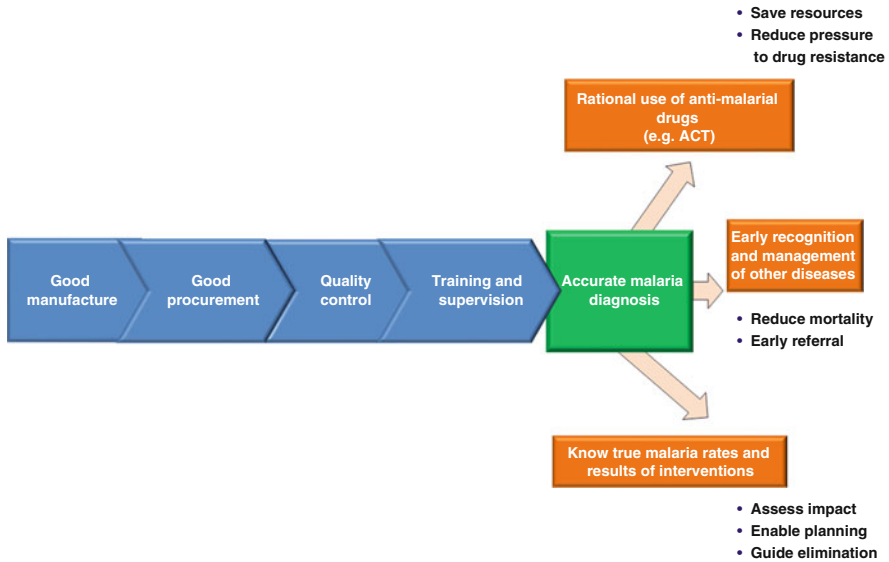 • Save resources
• Reduce pressure
to drug resistance
Rational use of anti-malarial
drugs
(e.g. ACT)
Good
manufacture
Good
procurement
Quality
control
Training and
supervision
Accurate malaria
diagnosis
Early recognition
and management
of other diseases
• Reduce mortality
• Early referral
Know true malaria rates and
results of interventions
• Assess impact
• Enable planning
• Guide elimination